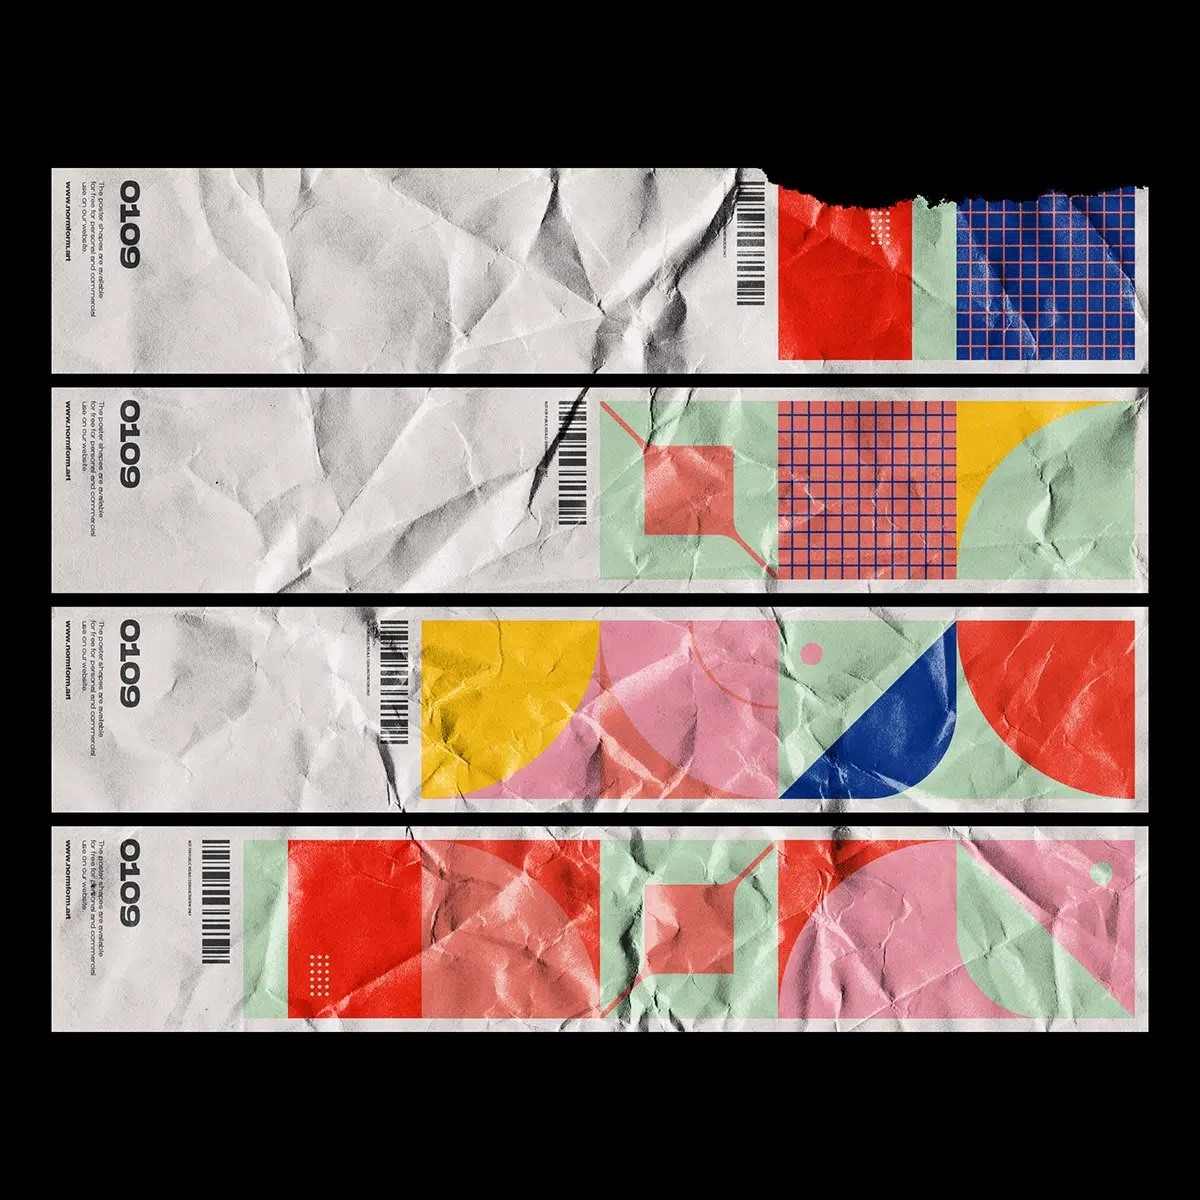 0109
The poster shapes are available
for free for personal and commercial
use on our website.
www.normform.art
0109
The poster shapes are available
for free for personal and commercial
use on our website.
www.normform.art
0109
The poster shapes are available
for free for personal and commercial
use on our website.
www.normform.art
0109
The poster shapes are available
for free for personal and commercial
use on our website.
www.normform.art